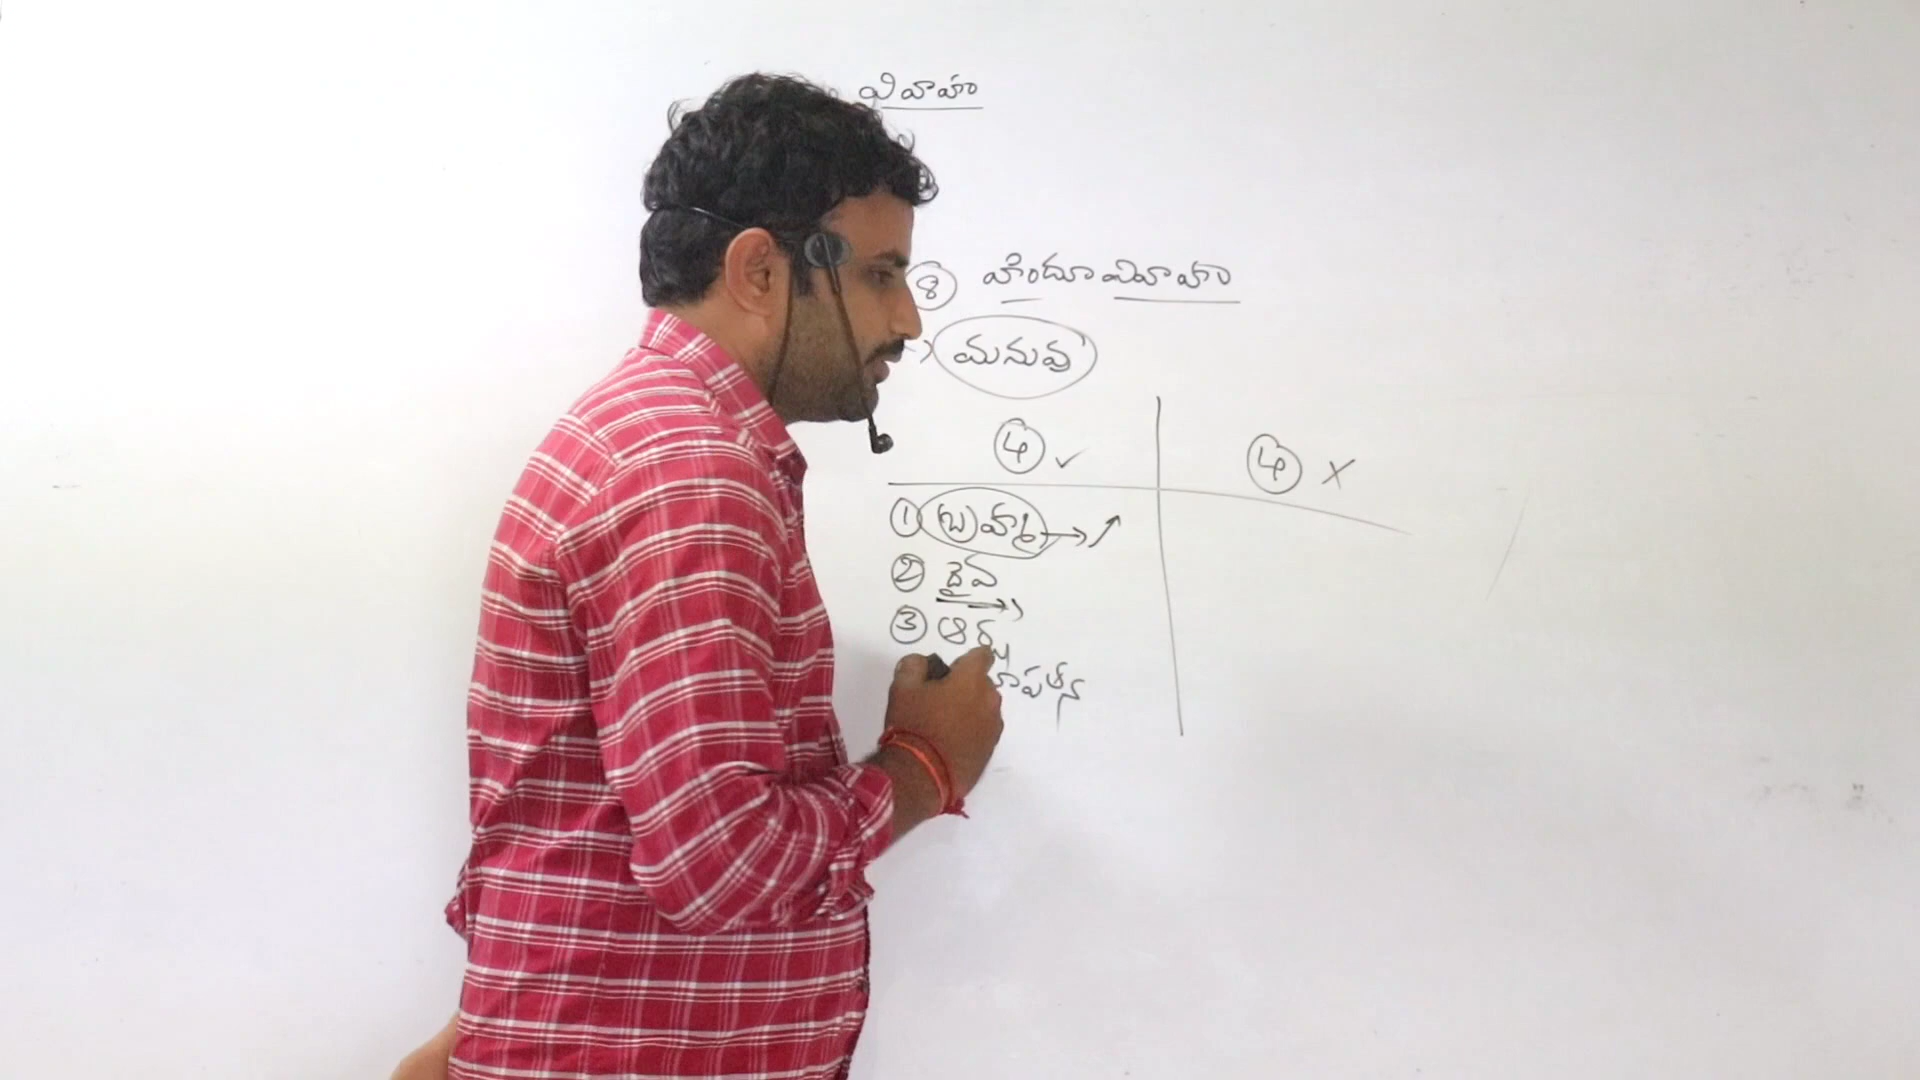 వివాహం
8 హిందూ వివాహం
→ మనువు
4 ✓ 4 ×
1 బ్రహ్మ →
2 దైవ
3 ఆర్ష